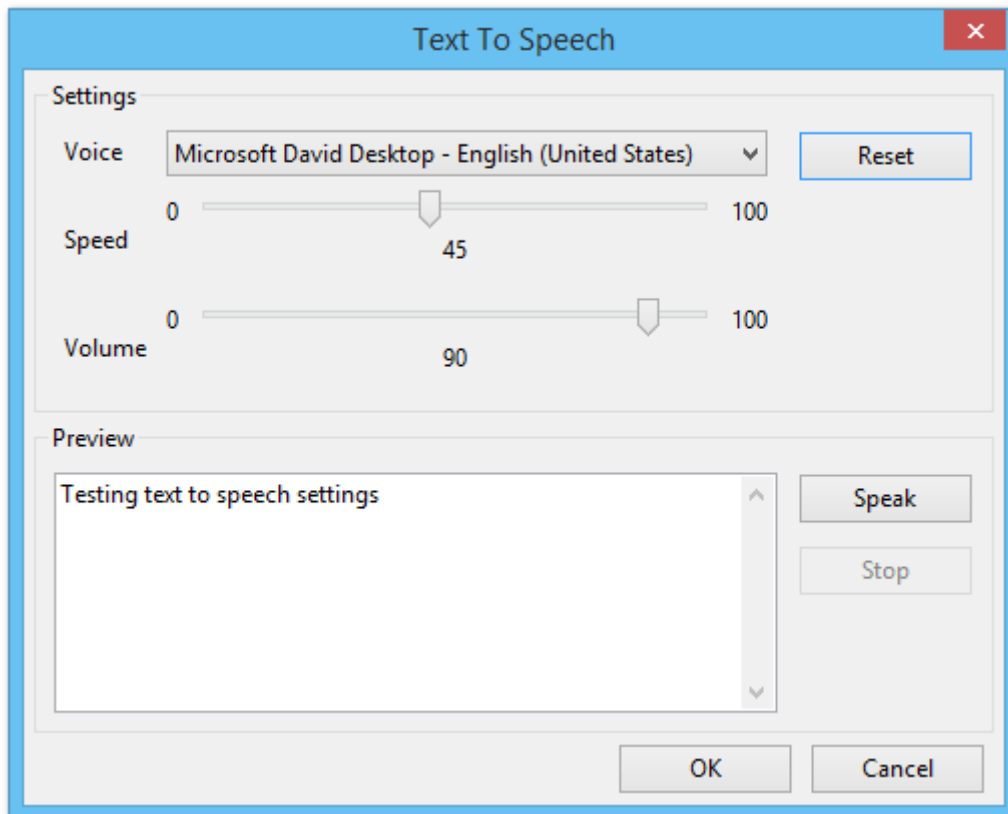 Text To Speech
Settings
Voice
Microsoft David Desktop - English (United States)
Reset
0
100
Speed
45
0
100
Volume
90
Preview
Testing text to speech settings
Speak
Stop
OK
Cancel